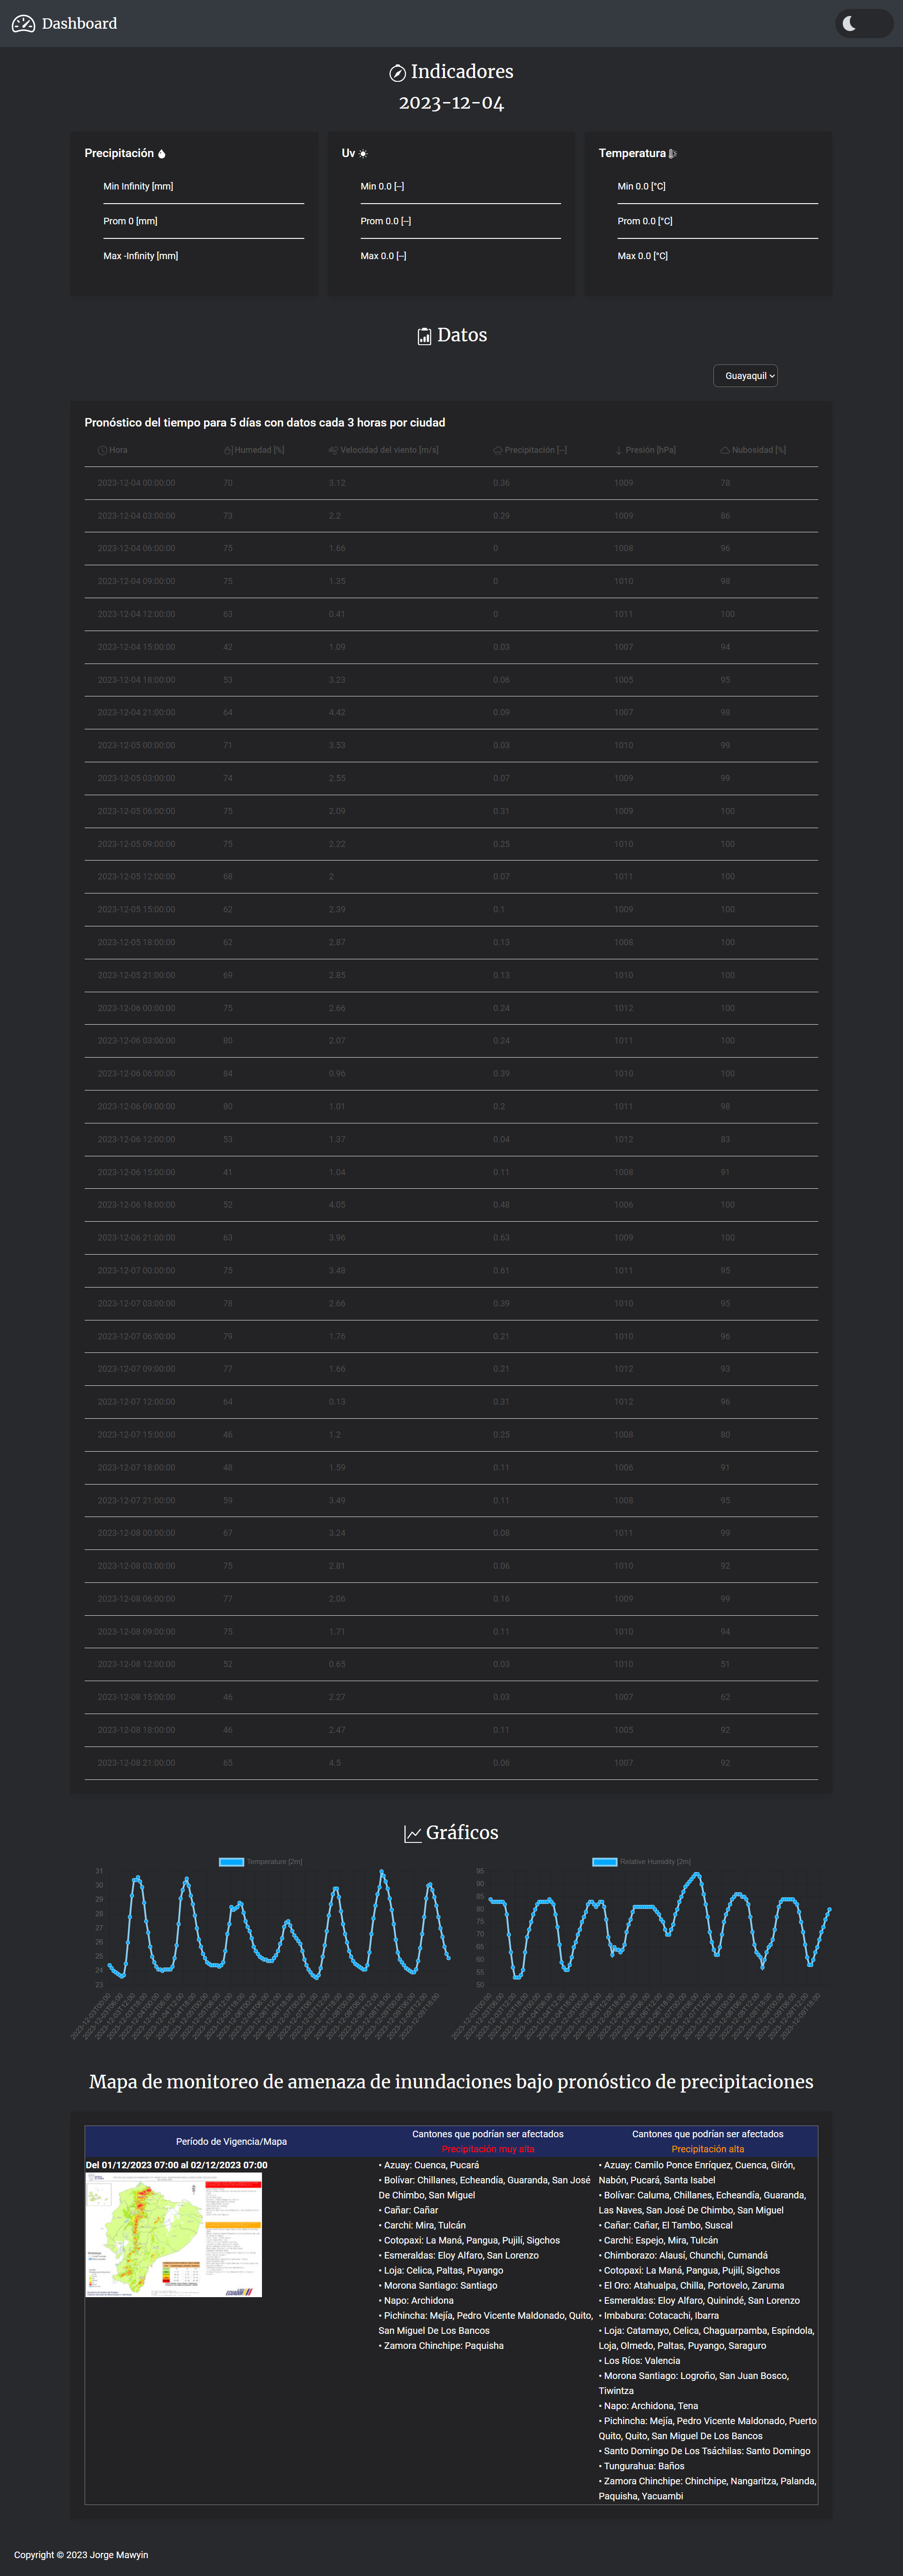 Dashboard
Indicadores
2023-12-04
Precipitación
Min Infinity [mm]
Prom 0 [mm]
Max -Infinity [mm]
Uv
Min 0.0 [--]
Prom 0.0 [--]
Max 0.0 [--]
Temperatura
Min 0.0 [°C]
Prom 0.0 [°C]
Max 0.0 [°C]
Datos
Guayaquil
Pronóstico del tiempo para 5 días con datos cada 3 horas por ciudad
Hora Humedad [%] Velocidad del viento [m/s] Precipitación [--] Presión [hPa] Nubosidad [%]
2023-12-04 00:00:00 70 3.12 0.36 1009 78
2023-12-04 03:00:00 73 2.2 0.29 1009 86
2023-12-04 06:00:00 75 1.66 0 1008 96
2023-12-04 09:00:00 75 1.35 0 1010 98
2023-12-04 12:00:00 63 0.41 0 1011 100
2023-12-04 15:00:00 42 1.09 0.03 1007 94
2023-12-04 18:00:00 53 3.23 0.06 1005 95
2023-12-04 21:00:00 64 4.42 0.09 1007 98
2023-12-05 00:00:00 71 3.53 0.03 1010 99
2023-12-05 03:00:00 74 2.55 0.07 1009 99
2023-12-05 06:00:00 75 2.09 0.31 1009 100
2023-12-05 09:00:00 75 2.22 0.25 1010 100
2023-12-05 12:00:00 68 2 0.07 1011 100
2023-12-05 15:00:00 62 2.39 0.1 1009 100
2023-12-05 18:00:00 62 2.87 0.13 1008 100
2023-12-05 21:00:00 69 2.85 0.13 1010 100
2023-12-06 00:00:00 75 2.66 0.24 1012 100
2023-12-06 03:00:00 80 2.07 0.24 1011 100
2023-12-06 06:00:00 84 0.96 0.39 1010 100
2023-12-06 09:00:00 80 1.01 0.2 1011 98
2023-12-06 12:00:00 53 1.37 0.04 1012 83
2023-12-06 15:00:00 41 1.04 0.11 1008 91
2023-12-06 18:00:00 52 4.05 0.48 1006 100
2023-12-06 21:00:00 63 3.96 0.63 1009 100
2023-12-07 00:00:00 75 3.48 0.61 1011 95
2023-12-07 03:00:00 78 2.66 0.39 1010 95
2023-12-07 06:00:00 79 1.76 0.21 1010 96
2023-12-07 09:00:00 77 1.66 0.21 1012 93
2023-12-07 12:00:00 64 0.13 0.31 1012 96
2023-12-07 15:00:00 46 1.2 0.25 1008 80
2023-12-07 18:00:00 48 1.59 0.11 1006 91
2023-12-07 21:00:00 59 3.49 0.11 1008 95
2023-12-08 00:00:00 67 3.24 0.08 1011 99
2023-12-08 03:00:00 75 2.81 0.06 1010 92
2023-12-08 06:00:00 77 2.06 0.16 1009 99
2023-12-08 09:00:00 75 1.71 0.11 1010 94
2023-12-08 12:00:00 52 0.65 0.03 1010 51
2023-12-08 15:00:00 46 2.27 0.03 1007 62
2023-12-08 18:00:00 46 2.47 0.11 1005 92
2023-12-08 21:00:00 65 4.5 0.06 1007 92
Gráficos
Temperature [2m]
31
30
29
28
27
26
25
24
23
Relative Humidity [2m]
95
90
85
80
75
70
65
60
55
50
Mapa de monitoreo de amenaza de inundaciones bajo pronóstico de precipitaciones
Período de Vigencia/Mapa
Cantones que podrían ser afectados
Precipitación muy alta
Cantones que podrían ser afectados
Precipitación alta
Del 01/12/2023 07:00 al 02/12/2023 07:00
• Azuay: Cuenca, Pucará
• Bolívar: Chillanes, Echeandía, Guaranda, San José
De Chimbo, San Miguel
• Cañar: Cañar
• Carchi: Mira, Tulcán
• Cotopaxi: La Maná, Pangua, Pujilí, Sigchos
• Esmeraldas: Eloy Alfaro, San Lorenzo
• Loja: Celica, Paltas, Puyango
• Morona Santiago: Santiago
• Napo: Archidona
• Pichincha: Mejía, Pedro Vicente Maldonado, Quito,
San Miguel De Los Bancos
• Zamora Chinchipe: Paquisha
• Azuay: Camilo Ponce Enríquez, Cuenca, Girón,
Nabón, Pucará, Santa Isabel
• Bolívar: Caluma, Chillanes, Echeandía, Guaranda,
Las Naves, San José De Chimbo, San Miguel
• Cañar: Cañar, El Tambo, Suscal
• Carchi: Espejo, Mira, Tulcán
• Chimborazo: Alausí, Chunchi, Cumandá
• Cotopaxi: La Maná, Pangua, Pujilí, Sigchos
• El Oro: Atahualpa, Chilla, Portovelo, Zaruma
• Esmeraldas: Eloy Alfaro, Quinindé, San Lorenzo
• Imbabura: Cotacachi, Ibarra
• Loja: Catamayo, Celica, Chaguarpamba, Espíndola,
Loja, Olmedo, Paltas, Puyango, Saraguro
• Los Ríos: Valencia
• Morona Santiago: Logroño, San Juan Bosco,
Tiwintza
• Napo: Archidona, Tena
• Pichincha: Mejía, Pedro Vicente Maldonado, Puerto
Quito, Quito, San Miguel De Los Bancos
• Santo Domingo De Los Tsáchilas: Santo Domingo
• Tungurahua: Baños
• Zamora Chinchipe: Chinchipe, Nangaritza, Palanda,
Paquisha, Yacuambi
Copyright © 2023 Jorge Mawyin